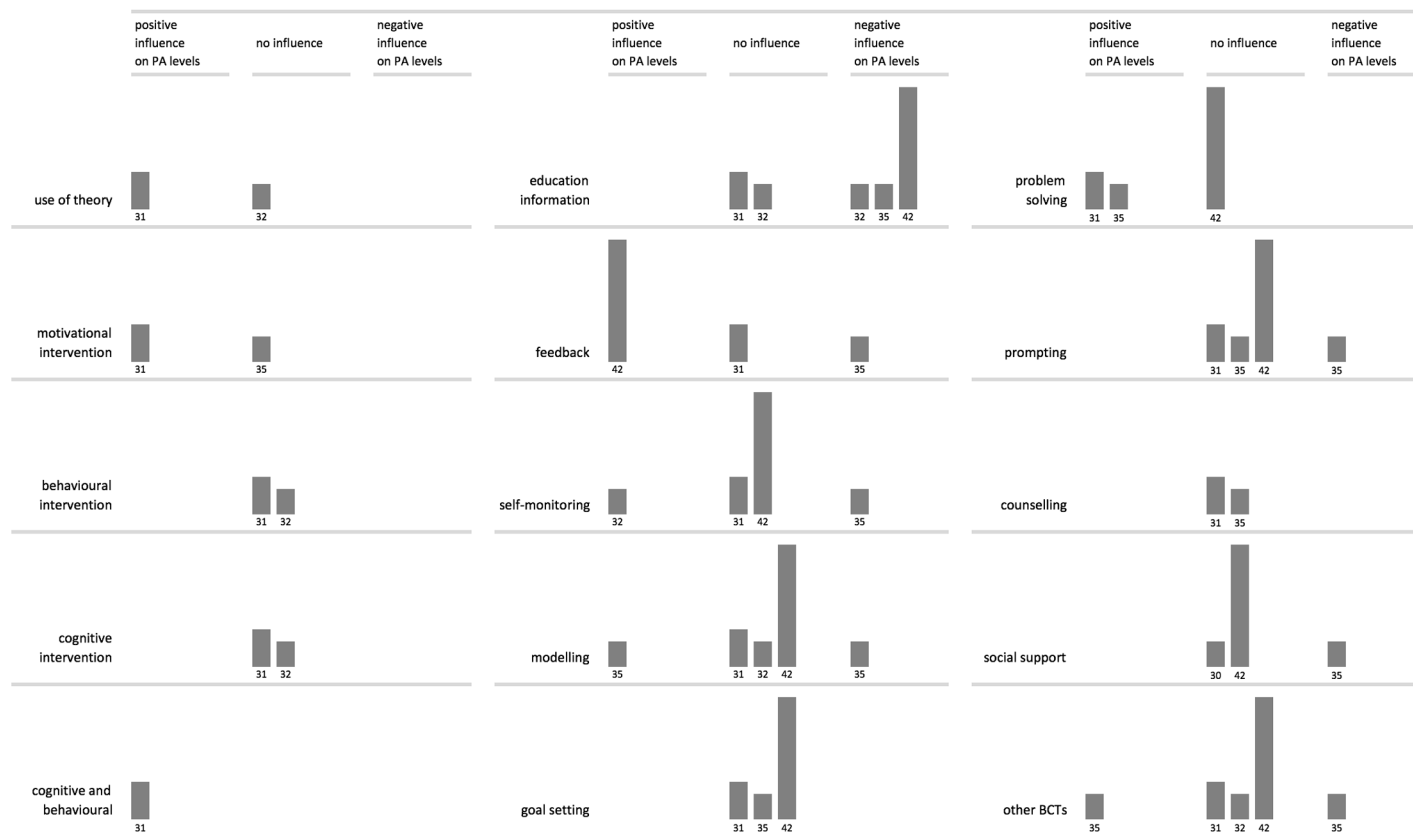 positive
influence
on PA levels
no influence
negative
influence
on PA levels
positive
influence
on PA levels
no influence
negative
influence
on PA levels
positive
influence
on PA levels
no influence
negative
influence
on PA levels
use of theory
31
32
education
information
31 32
32 35 42
problem
solving
31 35
42
motivational
intervention
31
35
feedback
42
31
35
prompting
31 35 42
35
behavioural
intervention
31 32
self-monitoring
32
31 42
35
counselling
31 35
cognitive
intervention
31 32
modelling
35
31 32 42
35
social support
30 42
35
cognitive and
behavioural
31
goal setting
31 35 42
other BCTs
35
31 32 42
35